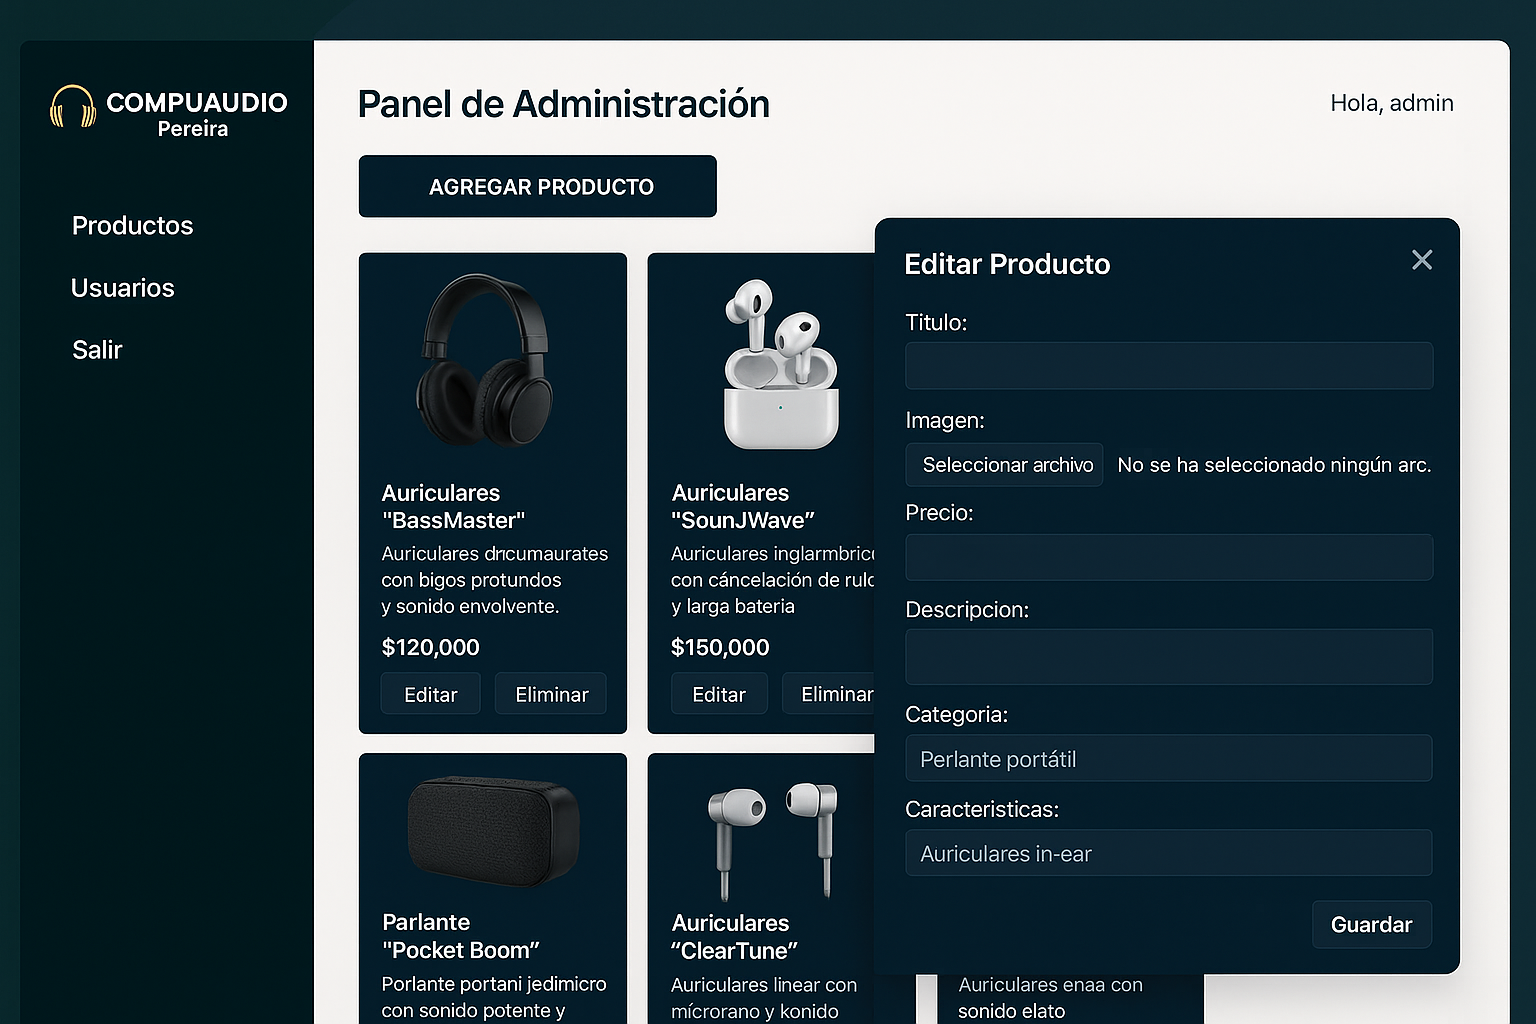 COMPUAUDIO
Pereira
Productos
Usuarios
Salir
Panel de Administración
Hola, admin
AGREGAR PRODUCTO
Auriculares
"BassMaster"
Auriculares drıcumaurates
con bigos protundos
y sonido envolvente.
$120,000
Editar
Eliminar
Auriculares
"SounJWave”
Auriculares inglarmbric
con cáncelación de rul
y larga bateria
$150,000
Editar
Eliminar
Parlante
"Pocket Boom”
Porlante portani jedimicro
con sonido potente y
Auriculares
“ClearTune”
Auriculares linear con
mícrorano y konido
Auriculares enaa con
sonido elato
Editar Producto
Titulo:
Imagen:
Seleccionar archivo
No se ha seleccionado ningún arc.
Precio:
Descripcion:
Categoria:
Perlante portátil
Caracteristicas:
Auriculares in-ear
Guardar